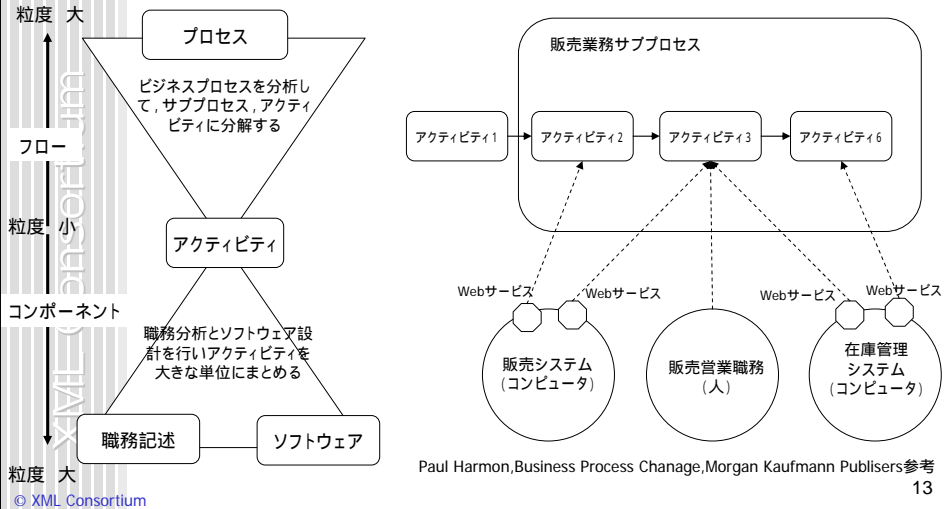 粒度 大
プロセス
ビジネスプロセスを分析し
て,サブプロセス,アクティ
ビティに分解する
フロー
粒度 小
アクティビティ
コンポーネント
職務分析とソフトウェア設
計を行いアクティビティを
大きな単位にまとめる
職務記述
ソフトウェア
粒度 大
XML Consortium
販売業務サブプロセス
アクティビティ1
アクティビティ2
アクティビティ3
アクティビティ6
Webサービス
Webサービス
Webサービス
Webサービス
販売システム
(コンピュータ)
販売営業職務
(人)
在庫管理
システム
(コンピュータ)
Paul Harmon,Business Process Chanage,Morgan Kaufmann Publisers参考
13
© XML Consortium